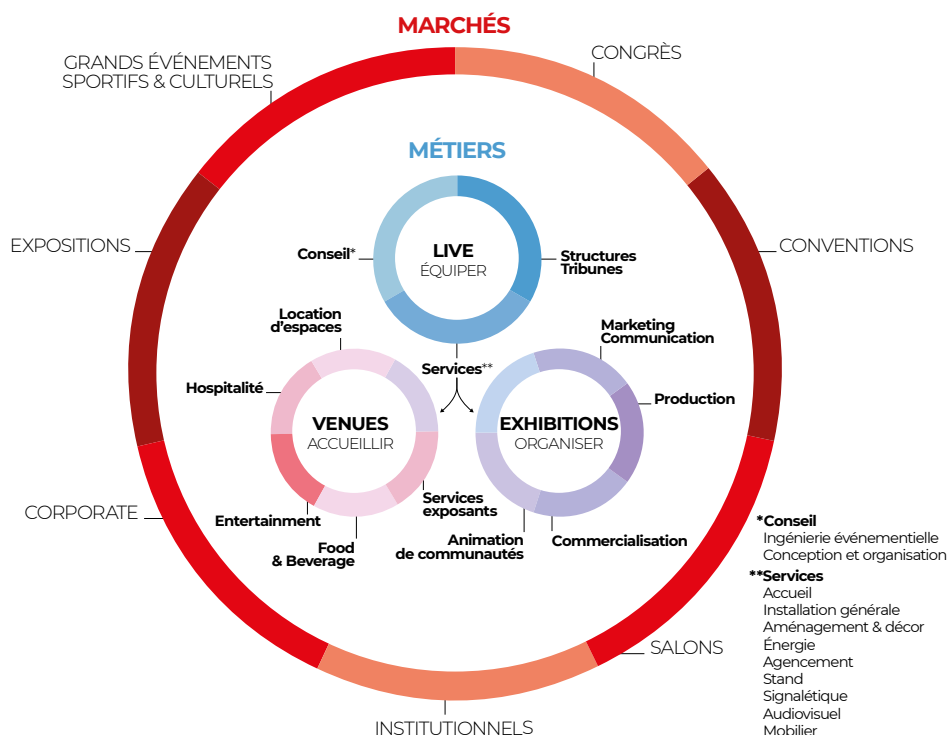 MARCHÉS
GRANDS ÉVÉNEMENTS
SPORTIFS & CULTURELS
CONGRÈS
EXPOSITIONS
CONVENTIONS
MÉTIERS
LIVE
ÉQUIPER
Conseil*
Structures
Tribunes
Services**
Location
d'espaces
Hospitalité
VENUES
ACCUEILLIR
Entertainment
Food
& Beverage
Services
exposants
Marketing
Communication
Production
EXHIBITIONS
ORGANISER
Animation
de communautés
Commercialisation
CORPORATE
SALONS
INSTITUTIONNELS
*Conseil
Ingénierie événementielle
Conception et organisation
**Services
Accueil
Installation générale
Aménagement & décor
Énergie
Agencement
Stand
Signalétique
Audiovisuel
Mobilier